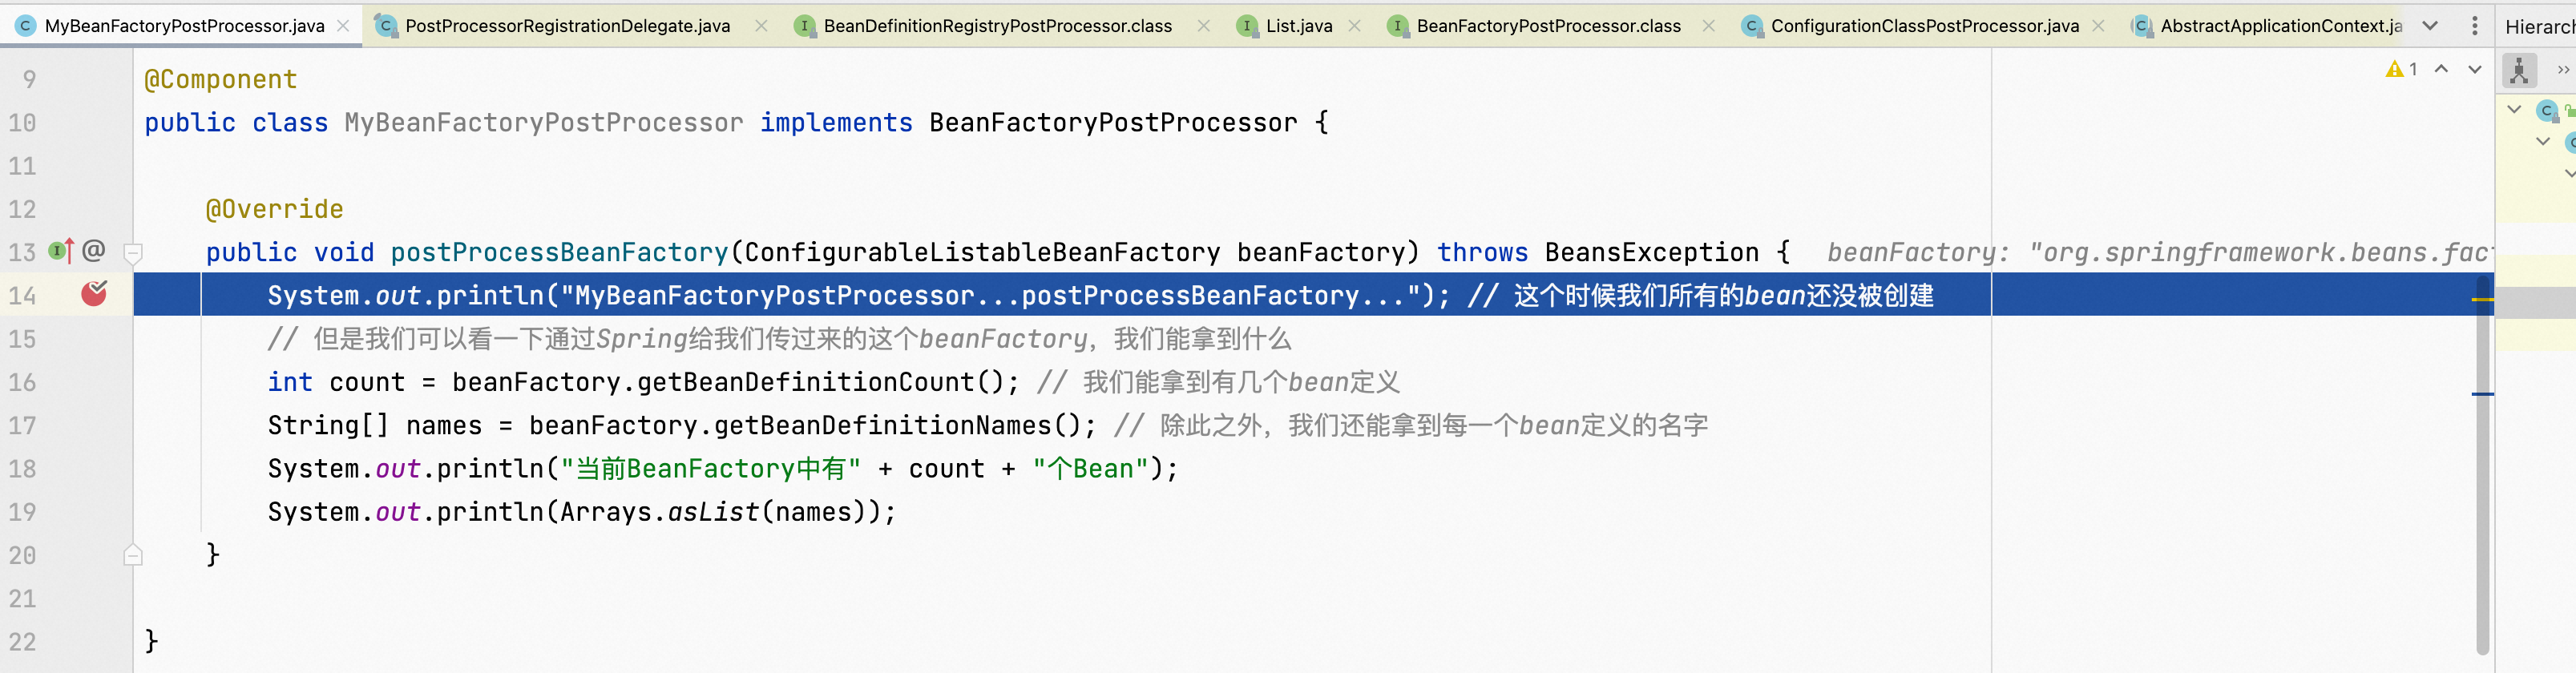 MyBeanFactoryPostProcessor.java PostProcessorRegistrationDelegate.java BeanDefinitionRegistryPostProcessor.class List.java BeanFactoryPostProcessor.class ConfigurationClassPostProcessor.java AbstractApplicationContext.ja Hierarch
1
9 @Component
10 public class MyBeanFactoryPostProcessor implements BeanFactoryPostProcessor {
11
12 @Override
13 public void postProcessBeanFactory(ConfigurableListableBeanFactory beanFactory) throws BeansException { beanFactory: "org.springframework.beans.fac
14 System.out.println("MyBeanFactoryPostProcessor...postProcessBeanFactory..."); // 这个时候我们所有的bean还没被创建
15 // 但是我们可以看一下通过Spring给我们传过来的这个beanFactory，我们能拿到什么
16 int count = beanFactory.getBeanDefinitionCount(); // 我们能拿到有几个bean定义
17 String[] names = beanFactory.getBeanDefinitionNames(); // 除此之外，我们还能拿到每一个bean定义的名字
18 System.out.println("当前BeanFactory中有" + count + "个Bean");
19 System.out.println(Arrays.asList(names));
20 }
21
22 }